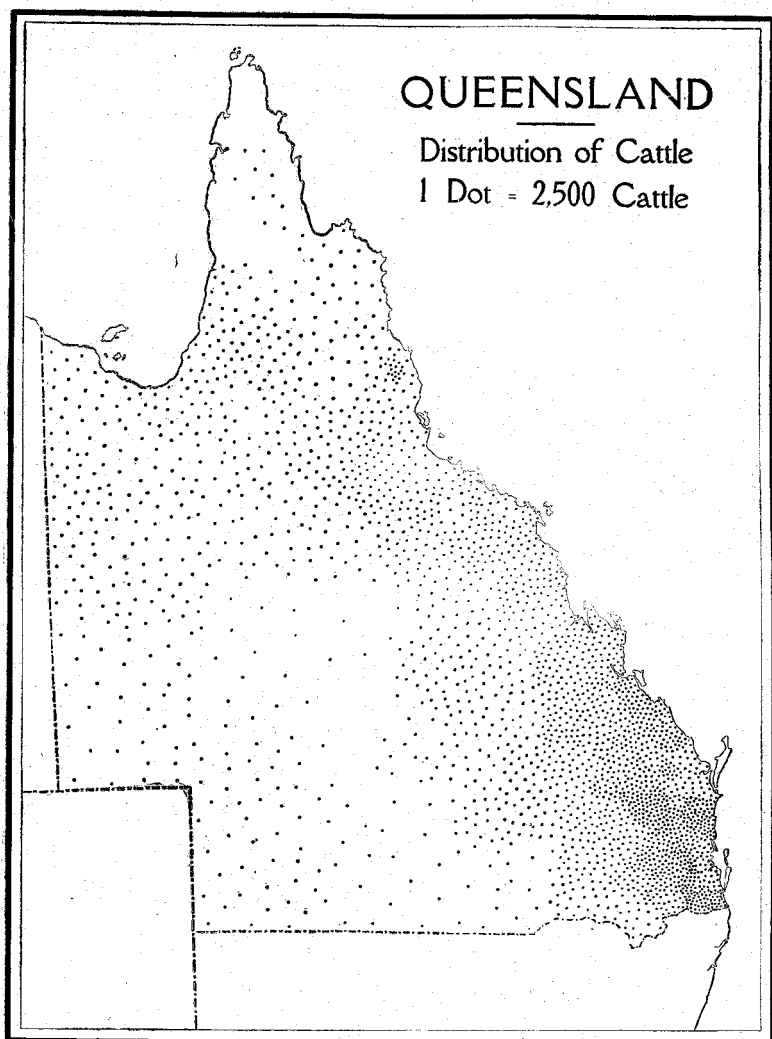 QUEENSLAND
Distribution of Cattle
1 Dot = 2,500 Cattle